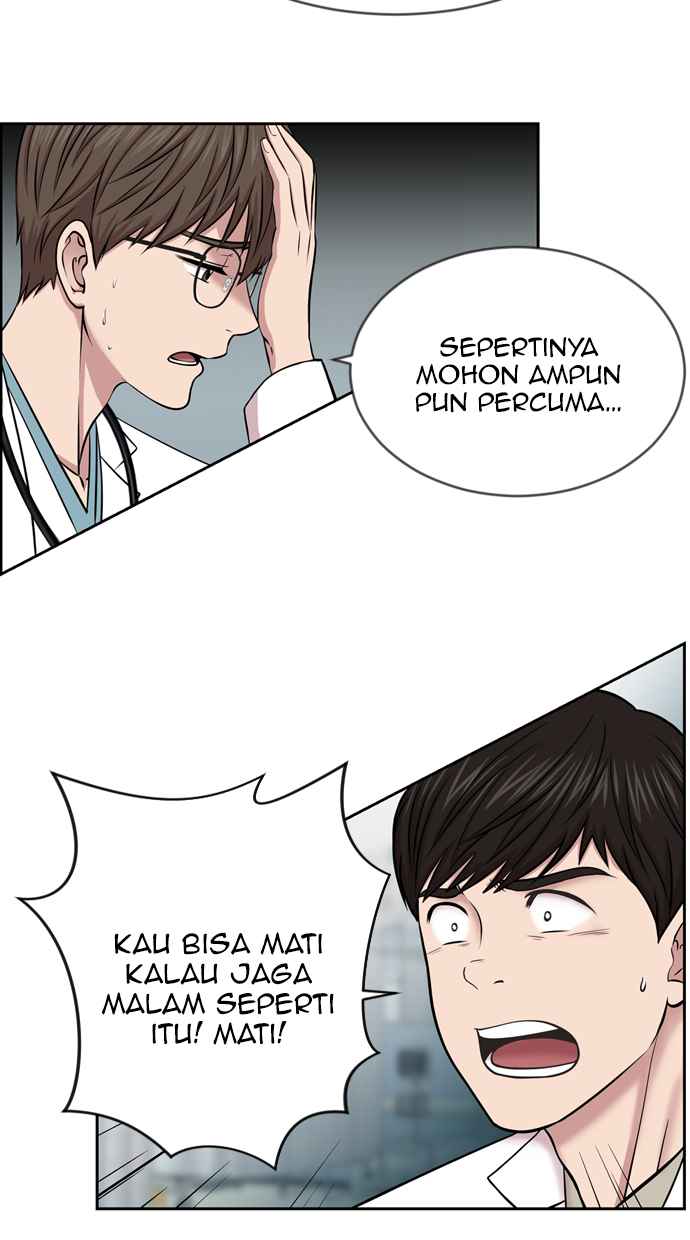 SEPERTINYA
MOHON AMPUN
PUN PERCUMA...
KAU BISA MATI
KALAU JAGA
MALAM SEPERTI
ITU! MATI!